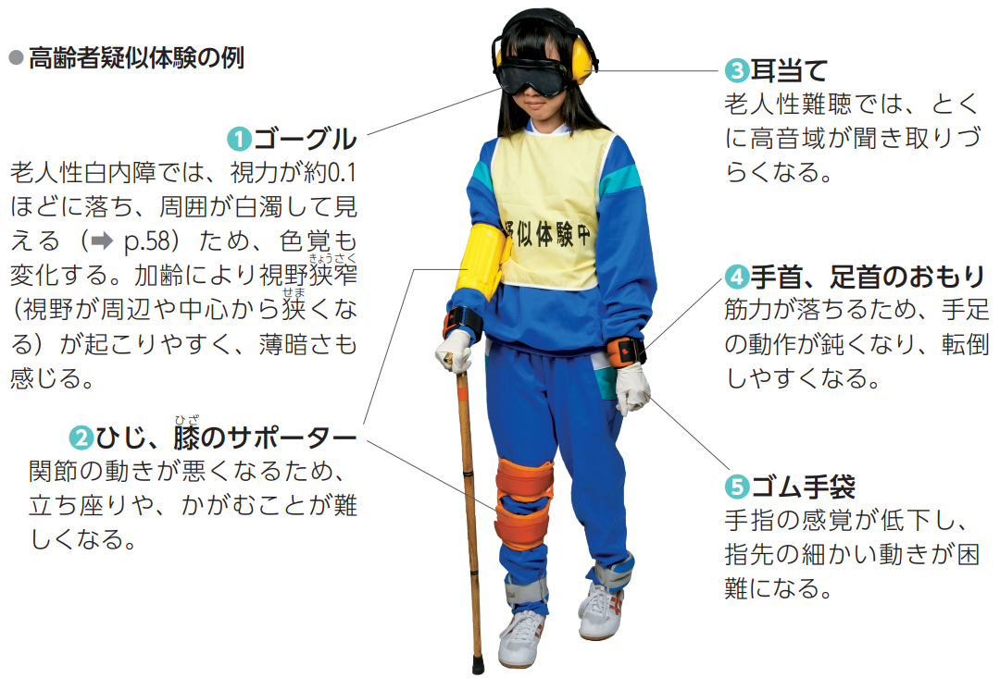 ●高齢者疑似体験の例
❶ゴーグル
老人性白内障では、視力が約0.1
ほどに落ち、周囲が白濁して見
える（➡ p.58）ため、色覚も
変化する。加齢により視野狭窄
きょうさく
（視野が周辺や中心から狭くな
せま
る）が起こりやすく、薄暗さも
感じる。
❷ひじ、膝のサポーター
ひざ
関節の動きが悪くなるため、
立ち座りや、かがむことが難
しくなる。
疑似体験中
❸耳当て
老人性難聴では、とく
に高音域が聞き取りづ
らくなる。
❹手首、足首のおもり
筋力が落ちるため、手足
の動作が鈍くなり、転倒
しやすくなる。
❺ゴム手袋
手指の感覚が低下し、
指先の細かい動きが困
難になる。